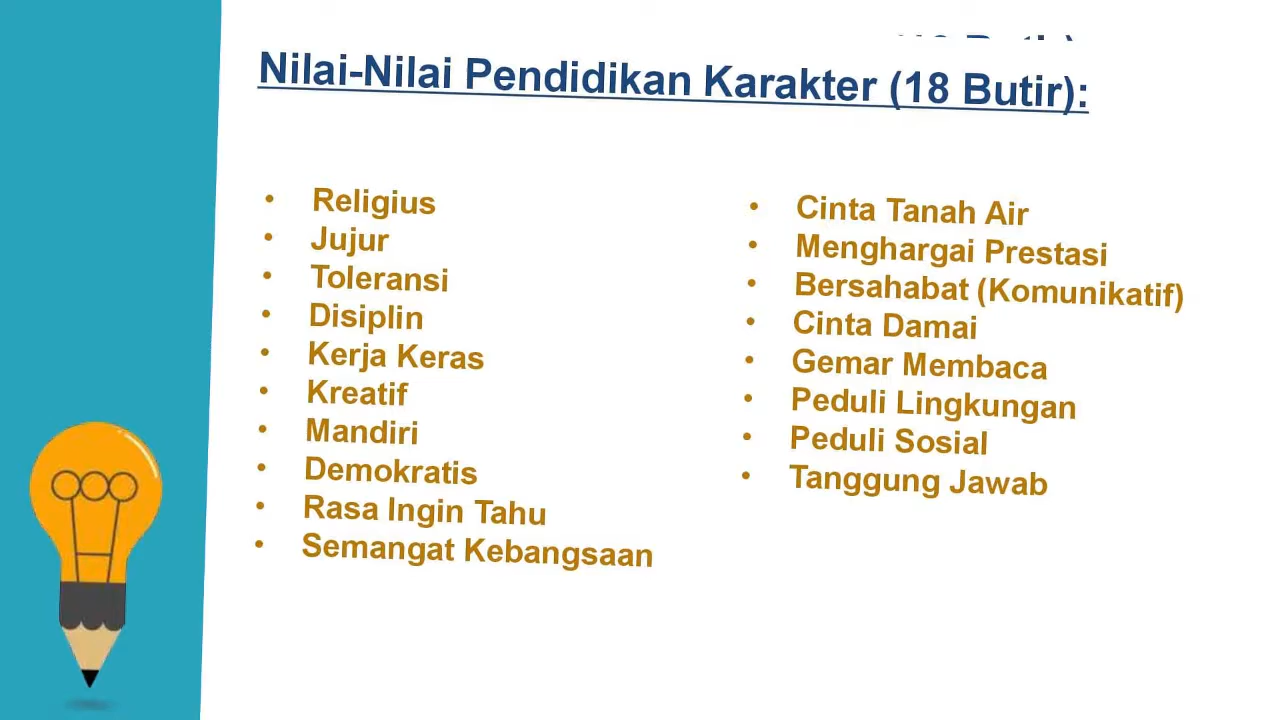 Nilai-Nilai Pendidikan Karakter (18 Butir):
• Religius
• Jujur
• Toleransi
• Disiplin
• Kerja Keras
• Kreatif
• Mandiri
• Demokratis
• Rasa Ingin Tahu
• Semangat Kebangsaan
• Cinta Tanah Air
• Menghargai Prestasi
• Bersahabat (Komunikatif)
• Cinta Damai
• Gemar Membaca
• Peduli Lingkungan
• Peduli Sosial
• Tanggung Jawab